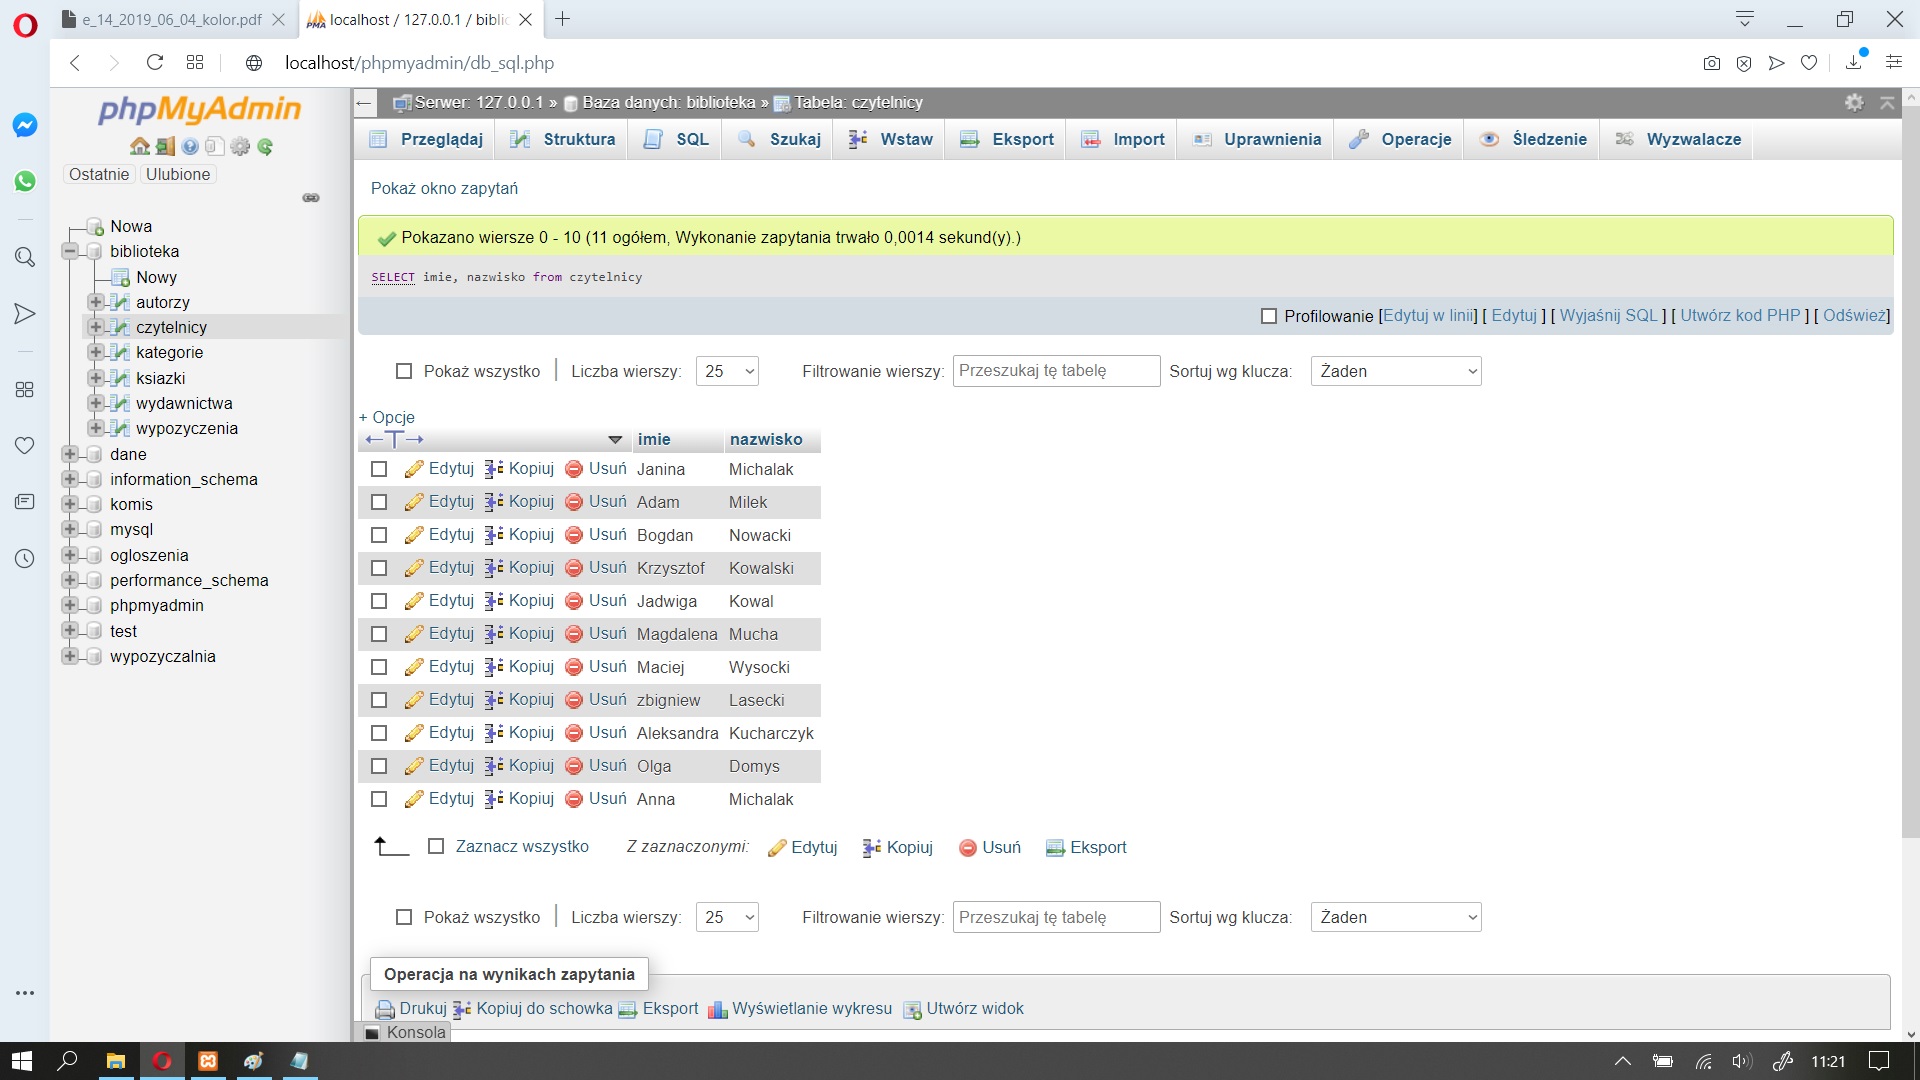 e_14_2019_06_04_kolor.pdf
localhost / 127.0.0.1 / biblio
localhost/phpmyadmin/db_sql.php
phpMyAdmin
Ostatnie Ulubione
Nowa
biblioteka
Nowy
autorzy
czytelnicy
kategorie
ksiazki
wydawnictwa
wypozyczenia
dane
information_schema
komis
mysql
ogloszenia
performance_schema
phpmyadmin
test
wypozyczalnia
Serwer: 127.0.0.1 » Baza danych: biblioteka » Tabela: czytelnicy
Przeglądaj Struktura SQL Szukaj Wstaw Eksport Import Uprawnienia Operacje Śledzenie Wyzwalacze
Pokaż okno zapytań
Pokazano wiersze 0 - 10 (11 ogółem, Wykonanie zapytania trwało 0,0014 sekund(y).)
SELECT imie, nazwisko from czytelnicy
Profilowanie [Edytuj w linii] [ Edytuj ] [ Wyjaśnij SQL ] [ Utwórz kod PHP ] [ Odśwież]
Pokaż wszystko Liczba wierszy: 25 Filtrowanie wierszy: Przeszukaj tę tabelę Sortuj wg klucza: Żaden
+ Opcje
←T→ imie nazwisko
Edytuj Kopiuj Usuń Janina Michalak
Edytuj Kopiuj Usuń Adam Milek
Edytuj Kopiuj Usuń Bogdan Nowacki
Edytuj Kopiuj Usuń Krzysztof Kowalski
Edytuj Kopiuj Usuń Jadwiga Kowal
Edytuj Kopiuj Usuń Magdalena Mucha
Edytuj Kopiuj Usuń Maciej Wysocki
Edytuj Kopiuj Usuń zbigniew Lasecki
Edytuj Kopiuj Usuń Aleksandra Kucharczyk
Edytuj Kopiuj Usuń Olga Domys
Edytuj Kopiuj Usuń Anna Michalak
Zaznacz wszystko Z zaznaczonymi: Edytuj Kopiuj Usuń Eksport
Pokaż wszystko Liczba wierszy: 25 Filtrowanie wierszy: Przeszukaj tę tabelę Sortuj wg klucza: Żaden
Operacja na wynikach zapytania
Drukuj Kopiuj do schowka Eksport Wyświetlanie wykresu Utwórz widok
Konsola
11:21